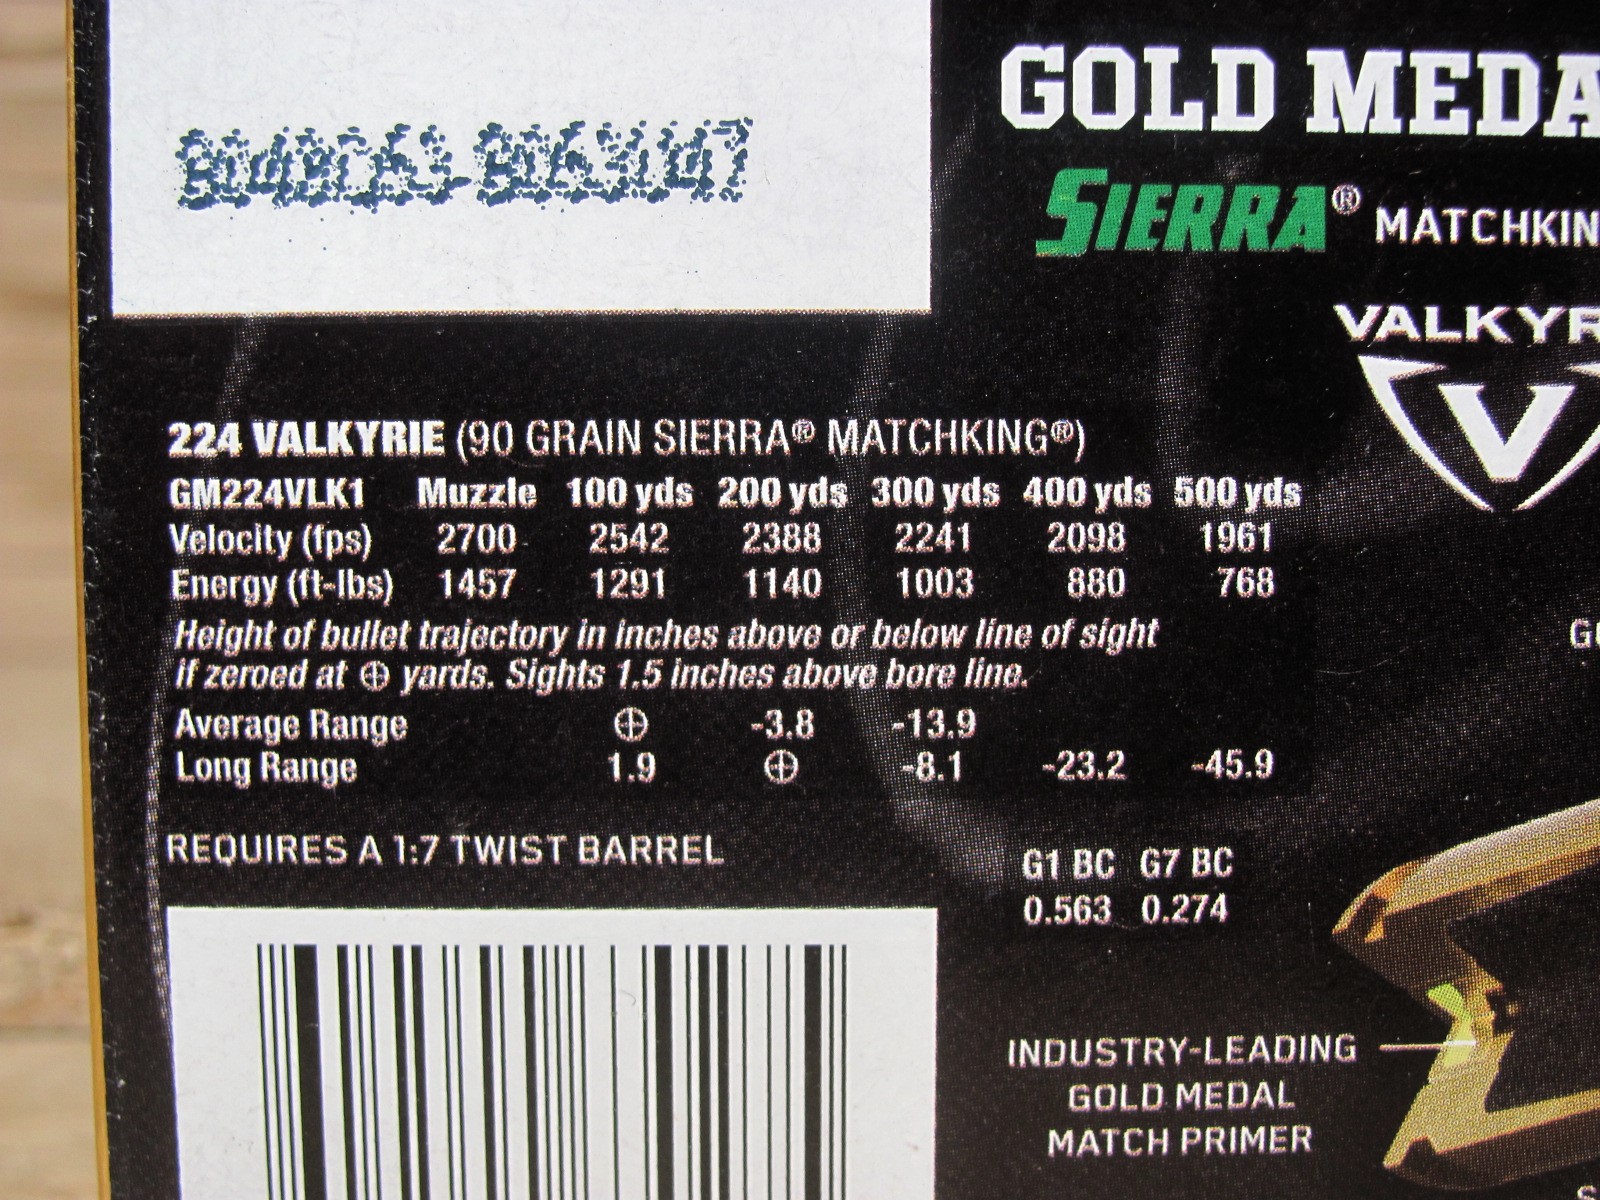 GOLD MEDA
SIERRA® MATCHKIN
VALKYR
V
224 VALKYRIE (90 GRAIN SIERRA® MATCHKING®)
GM224VLK1 Muzzle 100 yds 200 yds 300 yds 400 yds 500 yds
Velocity (fps) 2700 2542 2388 2241 2098 1961
Energy (ft-lbs) 1457 1291 1140 1003 880 768
Height of bullet trajectory in inches above or below line of sight
if zeroed at ⊕ yards. Sights 1.5 inches above bore line.
Average Range ⊕ -3.8 -13.9
Long Range 1.9 ⊕ -8.1 -23.2 -45.9
REQUIRES A 1:7 TWIST BARREL
G1 BC G7 BC
0.563 0.274
INDUSTRY-LEADING
GOLD MEDAL
MATCH PRIMER